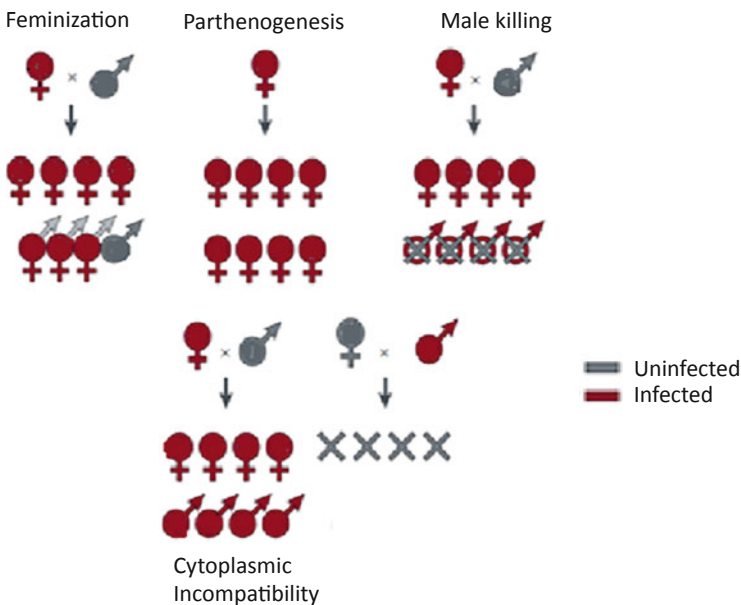 Feminization
Parthenogenesis
Male killing
Uninfected
Infected
Cytoplasmic
Incompatibility